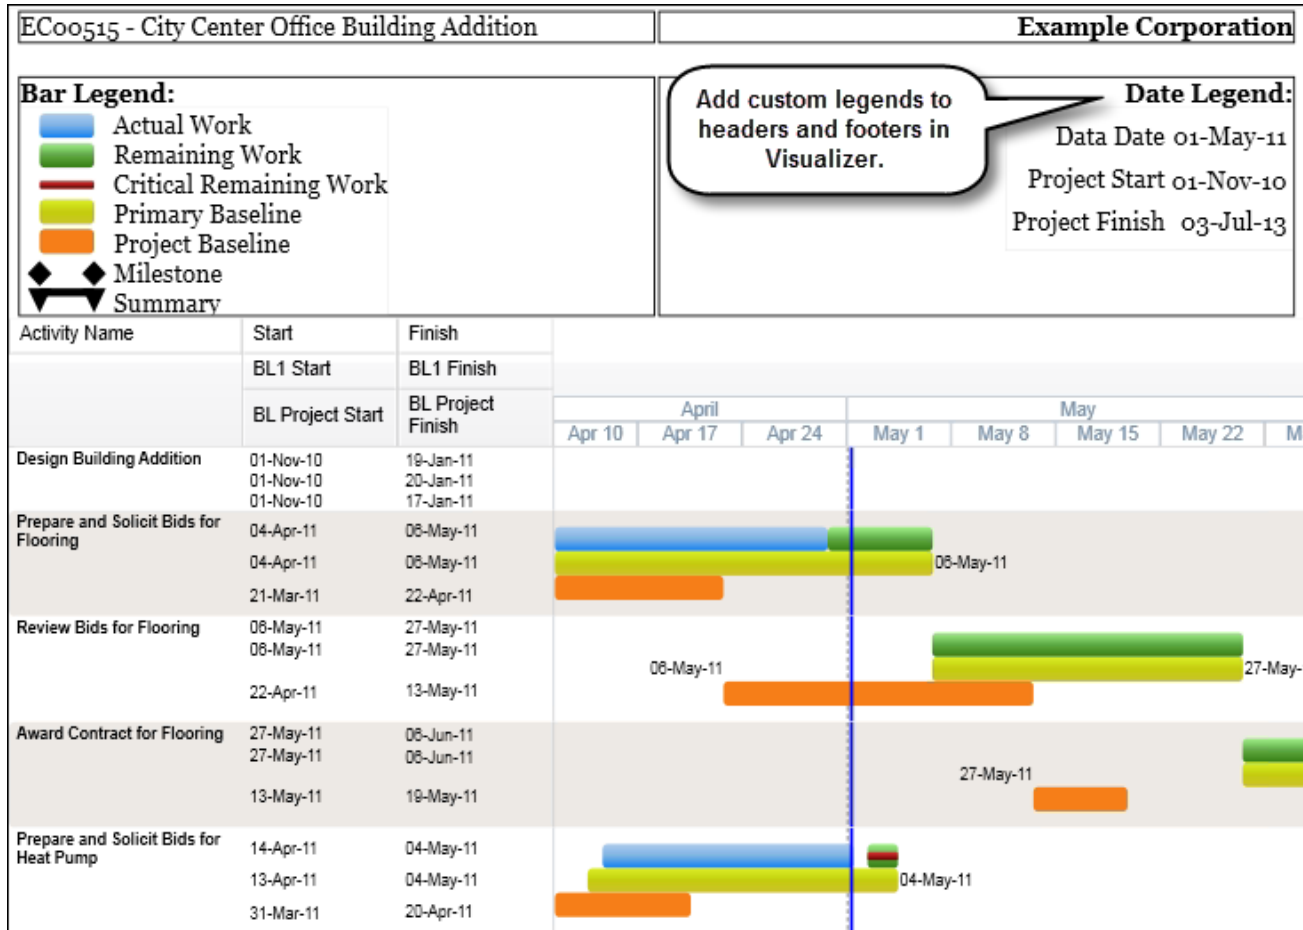 EC00515 - City Center Office Building Addition
Example Corporation
Bar Legend:
Actual Work
Remaining Work
Critical Remaining Work
Primary Baseline
Project Baseline
Milestone
Summary
Add custom legends to
headers and footers in
Visualizer.
Date Legend:
Data Date 01-May-11
Project Start 01-Nov-10
Project Finish 03-Jul-13
Activity Name Start Finish
BL1 Start BL1 Finish
BL Project Start BL Project
Finish
April May
Apr 10 Apr 17 Apr 24 May 1 May 8 May 15 May 22 M
Design Building Addition 01-Nov-10 19-Jan-11
01-Nov-10 20-Jan-11
01-Nov-10 17-Jan-11
Prepare and Solicit Bids for
Flooring
04-Apr-11 06-May-11
04-Apr-11 06-May-11 06-May-11
21-Mar-11 22-Apr-11
Review Bids for Flooring 06-May-11 27-May-11
06-May-11 27-May-11
06-May-11 27-May-
22-Apr-11 13-May-11
Award Contract for Flooring 27-May-11 06-Jun-11
27-May-11 06-Jun-11
27-May-11
13-May-11 19-May-11
Prepare and Solicit Bids for
Heat Pump
14-Apr-11 04-May-11
13-Apr-11 04-May-11 04-May-11
31-Mar-11 20-Apr-11